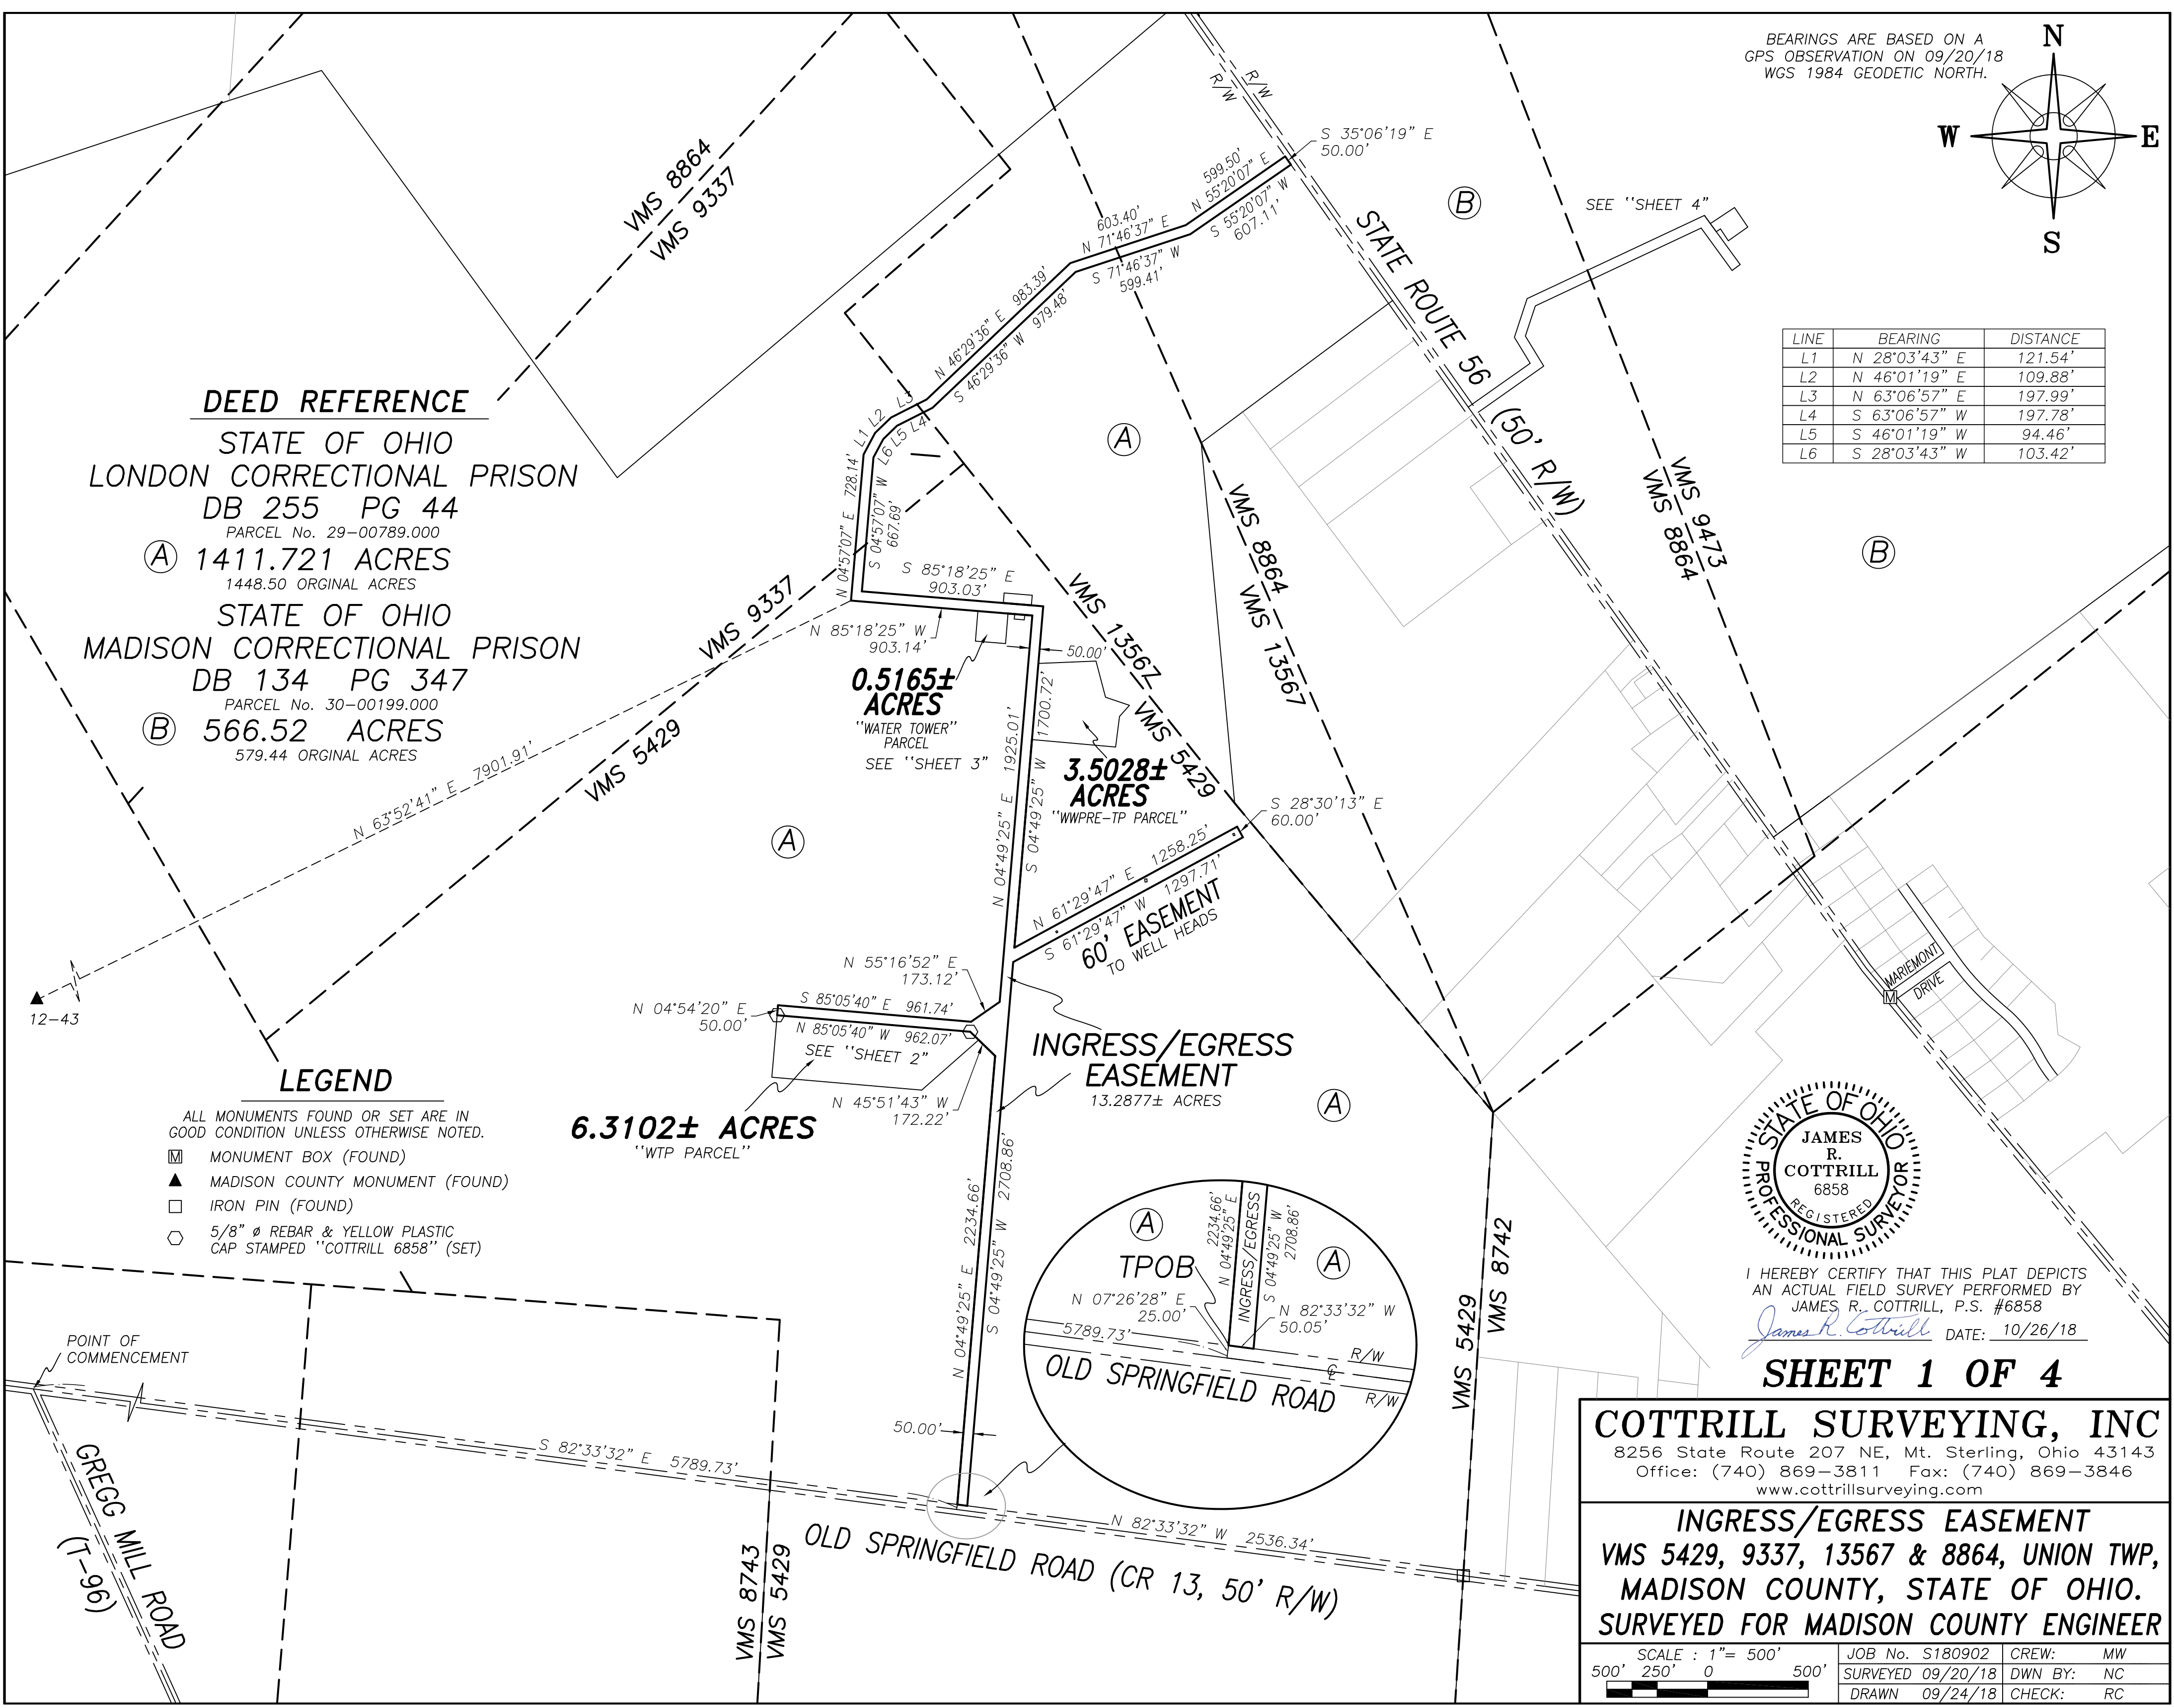 BEARINGS ARE BASED ON A
GPS OBSERVATION ON 09/20/18
WGS 1984 GEODETIC NORTH.
N
W
E
S
R/W
R/W
S 35°06'19" E
50.00'
599.50'
N 55°20'07" E
S 55°20'07" W
607.11'
603.40'
N 71°46'37" E
S 71°46'37" W
599.41'
N 46°29'36" E 983.39'
S 46°29'36" W 979.48'
STATE ROUTE 56
(50' R/W)
B
SEE "SHEET 4"
VMS 8864
VMS 9337
LINE BEARING DISTANCE
L1 N 28°03'43" E 121.54'
L2 N 46°01'19" E 109.88'
L3 N 63°06'57" E 197.99'
L4 S 63°06'57" W 197.78'
L5 S 46°01'19" W 94.46'
L6 S 28°03'43" W 103.42'
DEED REFERENCE
STATE OF OHIO
LONDON CORRECTIONAL PRISON
DB 255 PG 44
PARCEL No. 29-00789.000
A 1411.721 ACRES
1448.50 ORGINAL ACRES
STATE OF OHIO
MADISON CORRECTIONAL PRISON
DB 134 PG 347
PARCEL No. 30-00199.000
B 566.52 ACRES
579.44 ORGINAL ACRES
L1 L2 L3
L6 L5 L4
N 04°57'07" E 728.14'
S 04°57'07" W
667.69'
A
S 85°18'25" E
903.03'
N 85°18'25" W
903.14'
50.00'
0.5165±
ACRES
"WATER TOWER"
PARCEL
SEE "SHEET 3"
VMS 9337
VMS 5429
VMS 13567
VMS 5429
VMS 8864
VMS 13567
VMS 9473
VMS 8864
B
3.5028±
ACRES
"WWPRE-TP PARCEL"
N 04°49'25" E 1925.01'
S 04°49'25" W 1700.72'
N 63°52'41" E 7901.91'
A
12-43
S 28°30'13" E
60.00'
N 61°29'47" E 1258.25'
S 61°29'47" W 1297.71'
60' EASEMENT
TO WELL HEADS
N 55°16'52" E
173.12'
N 04°54'20" E
50.00'
S 85°05'40" E 961.74'
N 85°05'40" W 962.07'
SEE "SHEET 2"
N 45°51'43" W
172.22'
6.3102± ACRES
"WTP PARCEL"
INGRESS/EGRESS
EASEMENT
13.2877± ACRES
A
MARIEMONT
DRIVE
M
LEGEND
ALL MONUMENTS FOUND OR SET ARE IN
GOOD CONDITION UNLESS OTHERWISE NOTED.
M MONUMENT BOX (FOUND)
MADISON COUNTY MONUMENT (FOUND)
IRON PIN (FOUND)
5/8" ø REBAR & YELLOW PLASTIC
CAP STAMPED "COTTRILL 6858" (SET)
N 04°49'25" E 2234.66'
S 04°49'25" W 2708.86'
A
A
TPOB
2234.66'
N 04°49'25" E
INGRESS/EGRESS
S 04°49'25" W
2708.86'
N 07°26'28" E
25.00'
N 82°33'32" W
50.05'
5789.73'
R/W
R/W
OLD SPRINGFIELD ROAD
VMS 5429
VMS 8742
STATE OF OHIO
JAMES
R.
COTTRILL
6858
REGISTERED
PROFESSIONAL SURVEYOR
I HEREBY CERTIFY THAT THIS PLAT DEPICTS
AN ACTUAL FIELD SURVEY PERFORMED BY
JAMES R. COTTRILL, P.S. #6858
James R. Cottrill DATE: 10/26/18
SHEET 1 OF 4
POINT OF
COMMENCEMENT
GREGG MILL ROAD
(T-96)
S 82°33'32" E 5789.73'
50.00'
N 82°33'32" W 2536.34'
OLD SPRINGFIELD ROAD (CR 13, 50' R/W)
VMS 8743
VMS 5429
COTTRILL SURVEYING, INC
8256 State Route 207 NE, Mt. Sterling, Ohio 43143
Office: (740) 869-3811 Fax: (740) 869-3846
www.cottrillsurveying.com
INGRESS/EGRESS EASEMENT
VMS 5429, 9337, 13567 & 8864, UNION TWP,
MADISON COUNTY, STATE OF OHIO.
SURVEYED FOR MADISON COUNTY ENGINEER
SCALE : 1"= 500'
500' 250' 0 500'
JOB No. S180902 CREW: MW
SURVEYED 09/20/18 DWN BY: NC
DRAWN 09/24/18 CHECK: RC